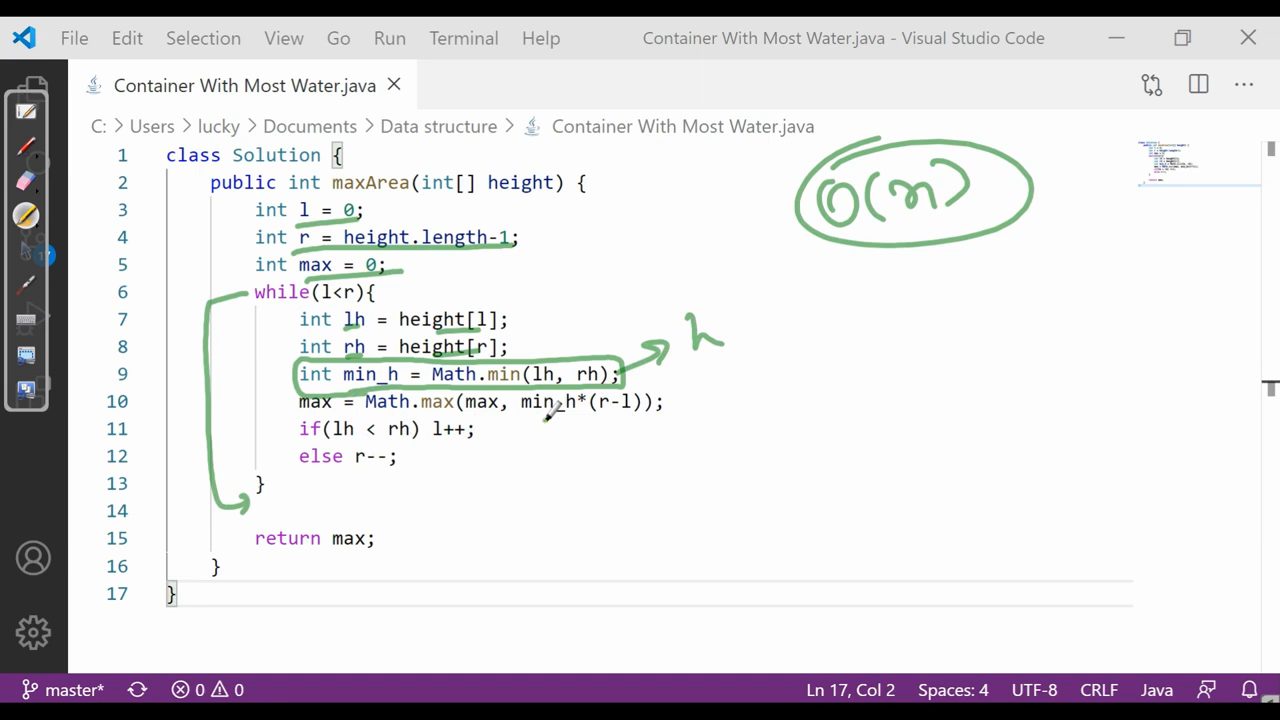 File Edit Selection View Go Run Terminal Help Container With Most Water.java - Visual Studio Code
Container With Most Water.java
C: > Users > lucky > Documents > Data structure > Container With Most Water.java
1 class Solution {
2 public int maxArea(int[] height) {
3 int l = 0;
4 int r = height.length-1;
5 int max = 0;
6 while(l<r){
7 int lh = height[l];
8 int rh = height[r];
9 int min_h = Math.min(lh, rh);
10 max = Math.max(max, min_h*(r-l));
11 if(lh < rh) l++;
12 else r--;
13 }
14
15 return max;
16 }
17 }
O(n)
h
master* 0 0 Ln 17, Col 2 Spaces: 4 UTF-8 CRLF Java